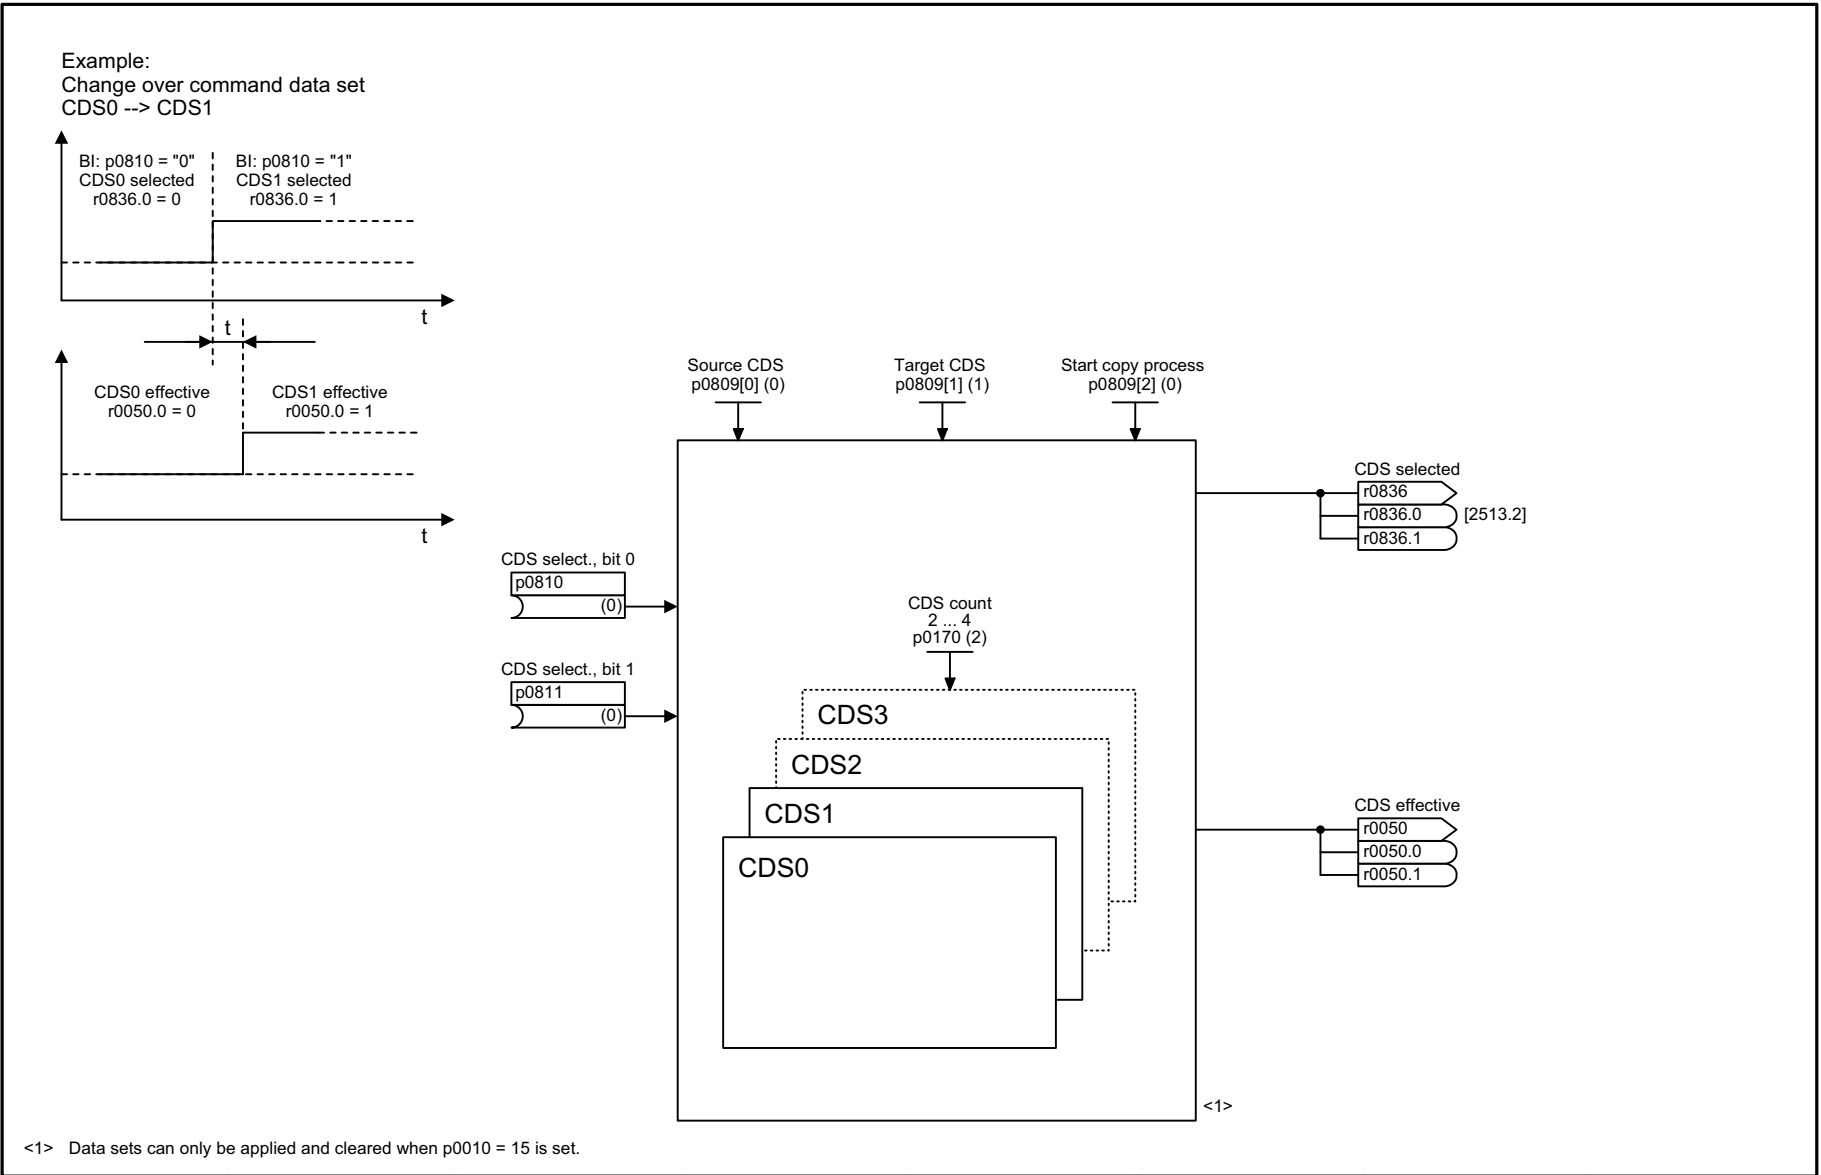 Example:
Change over command data set
CDS0 --> CDS1
BI: p0810 = "0"
CDS0 selected
r0836.0 = 0
BI: p0810 = "1"
CDS1 selected
r0836.0 = 1
t
t
CDS0 effective
r0050.0 = 0
CDS1 effective
r0050.0 = 1
t
Source CDS
p0809[0] (0)
Target CDS
p0809[1] (1)
Start copy process
p0809[2] (0)
CDS selected
r0836
r0836.0
[2513.2]
r0836.1
CDS select., bit 0
p0810
(0)
CDS select., bit 1
p0811
(0)
CDS count
2 ... 4
p0170 (2)
CDS3
CDS2
CDS1
CDS0
CDS effective
r0050
r0050.0
r0050.1
<1>
<1> Data sets can only be applied and cleared when p0010 = 15 is set.